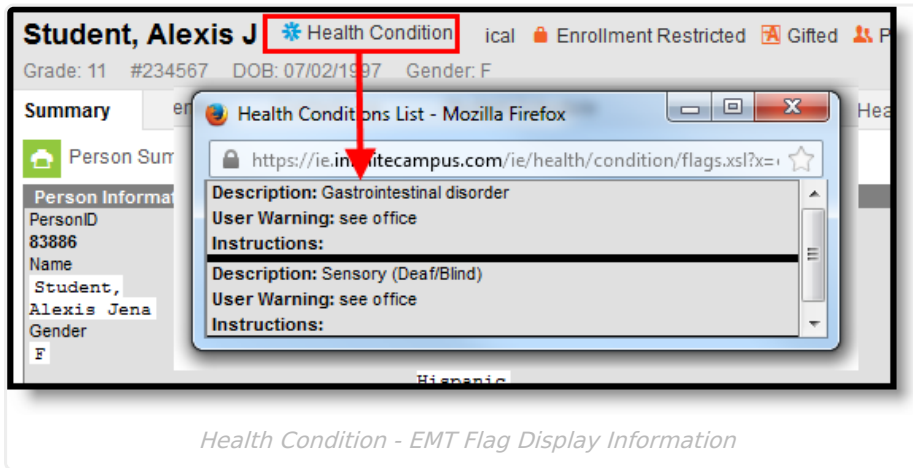 Student, Alexis J Health Condition ical Enrollment Restricted Gifted P
Grade: 11 #234567 DOB: 07/02/1997 Gender: F
Summary er Hea
Health Conditions List - Mozilla Firefox
Person Sum
https://ie.infinitecampus.com/ie/health/condition/flags.xsl?x=
Person Informat
PersonID
83886
Name
Student,
Alexis Jena
Gender
F
Description: Gastrointestinal disorder
User Warning: see office
Instructions:
Description: Sensory (Deaf/Blind)
User Warning: see office
Instructions:
Hispanic
Health Condition - EMT Flag Display Information